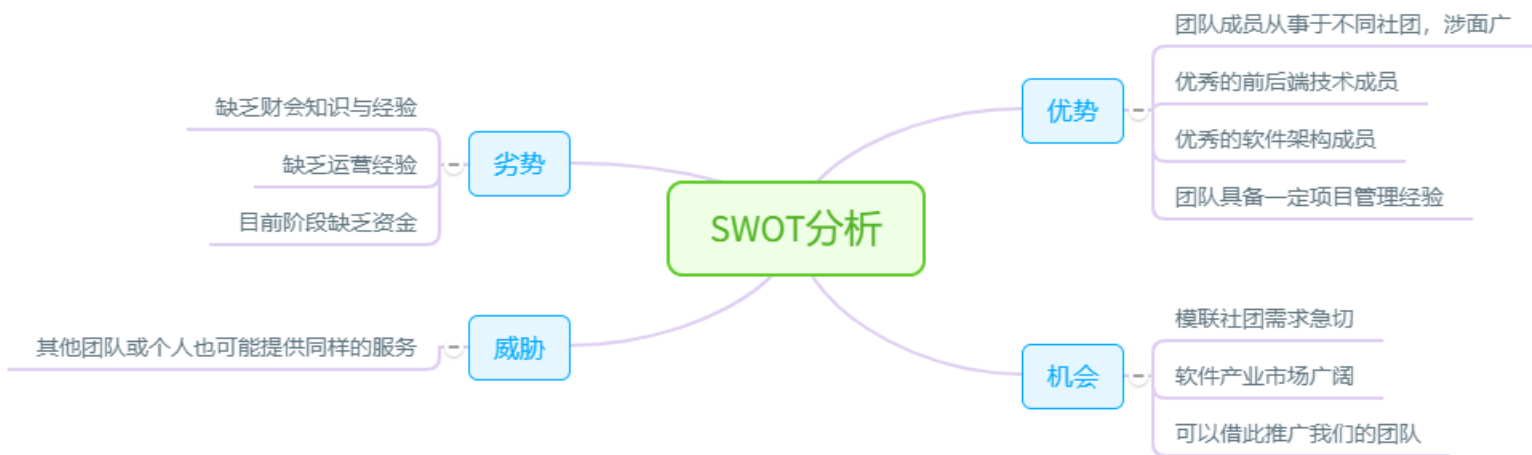 SWOT分析
优势
团队成员从事于不同社团，涉面广
优秀的前后端技术成员
优秀的软件架构成员
团队具备一定项目管理经验
劣势
缺乏财会知识与经验
缺乏运营经验
目前阶段缺乏资金
威胁
其他团队或个人也可能提供同样的服务
机会
模联社团需求急切
软件产业市场广阔
可以借此推广我们的团队